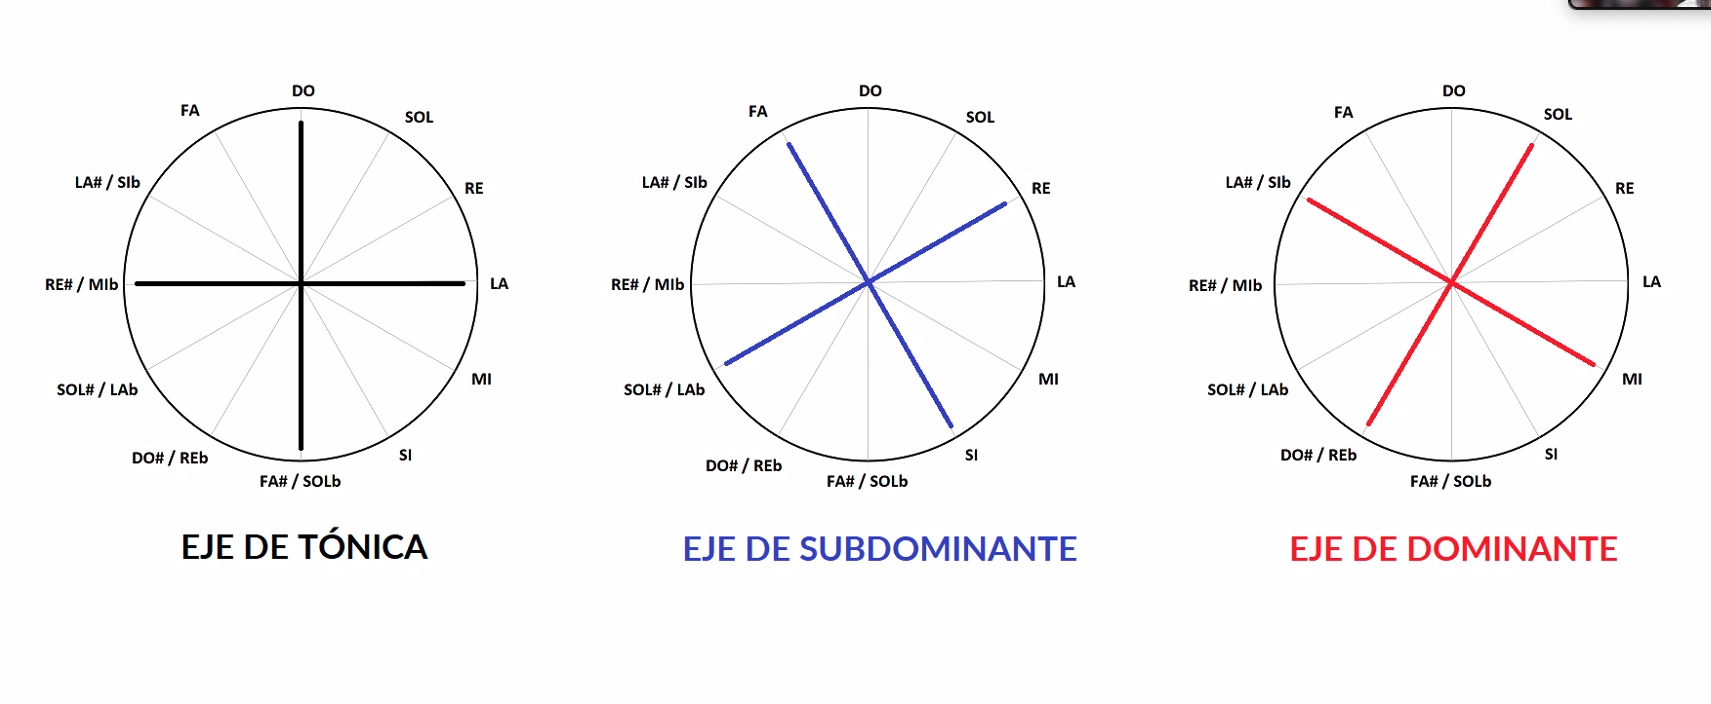 DO
FA
SOL
LA# / SIb
RE
RE# / MIb
LA
SOL# / LAb
MI
DO# / REb
SI
FA# / SOLb
EJE DE TÓNICA
DO
FA
SOL
LA# / SIb
RE
RE# / MIb
LA
SOL# / LAb
MI
DO# / REb
SI
FA# / SOLb
EJE DE SUBDOMINANTE
DO
FA
SOL
LA# / SIb
RE
RE# / MIb
LA
SOL# / LAb
MI
DO# / REb
SI
FA# / SOLb
EJE DE DOMINANTE